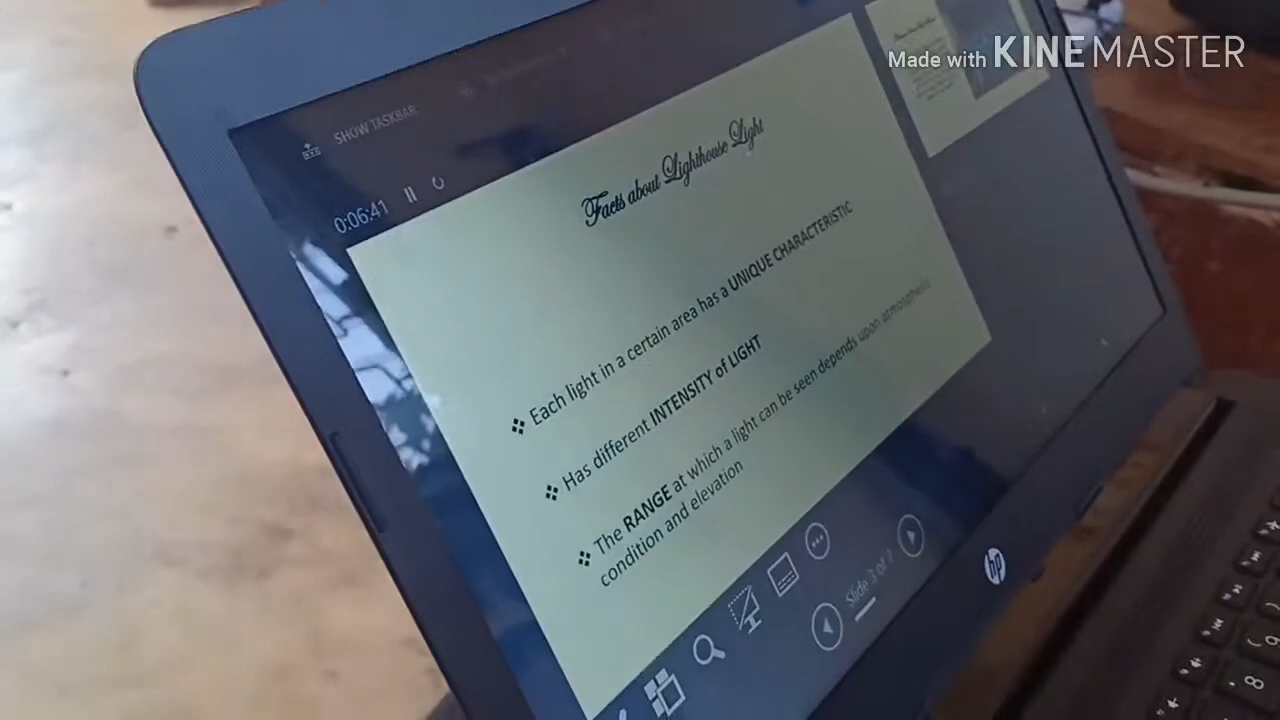 Made with KINEMASTER
SHOW TASKBAR
0:06:41
Facts about Lighthouse Light
Each light in a certain area has a UNIQUE CHARACTERISTIC
Has different INTENSITY of LIGHT
The RANGE at which a light can be seen depends upon atmospheric
condition and elevation
Slide 3 of 7
hp